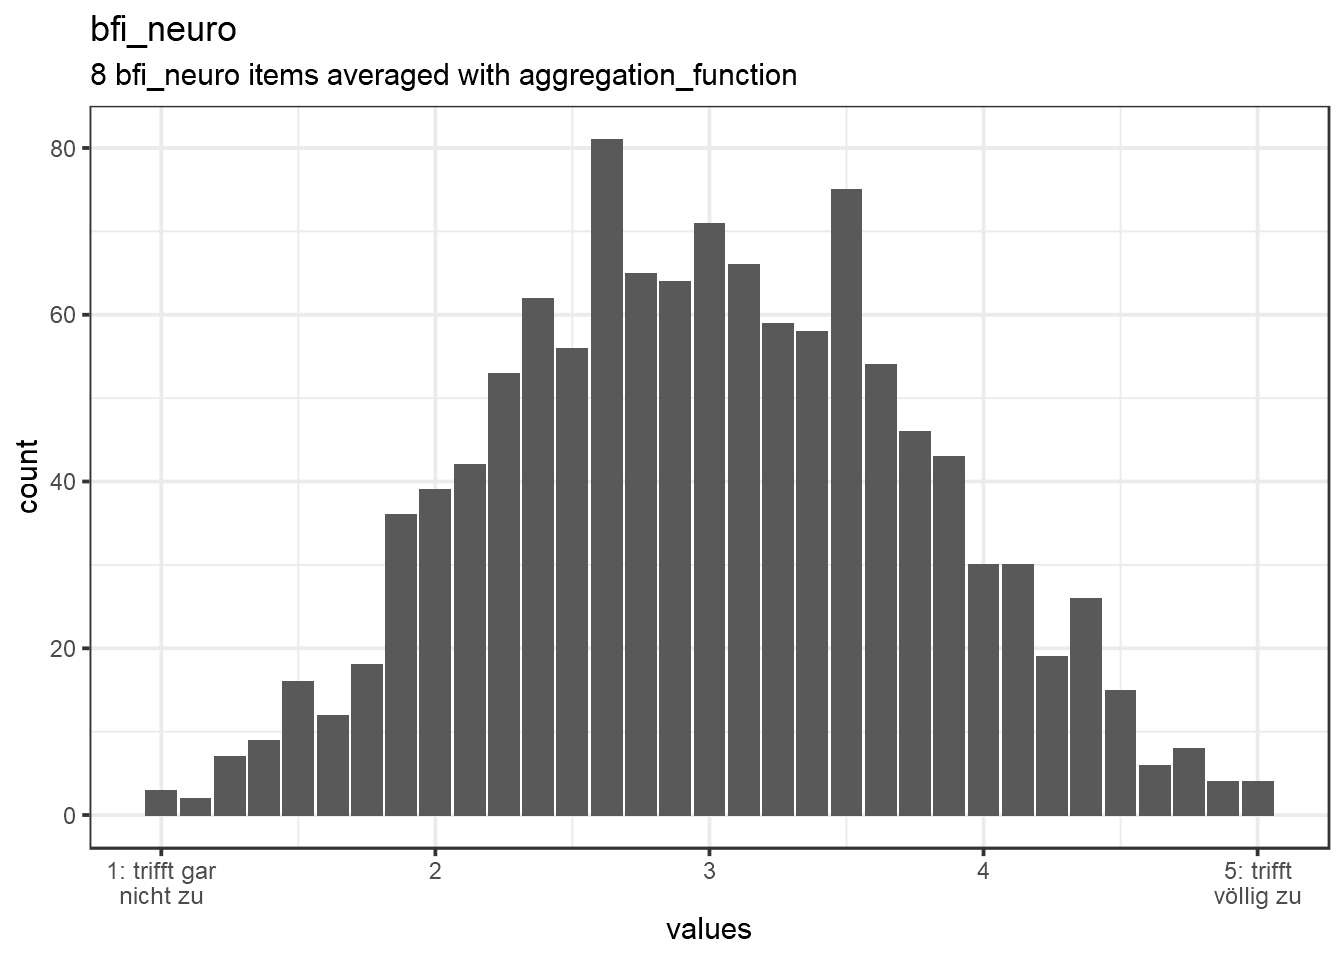 bfi_neuro
8 bfi_neuro items averaged with aggregation_function
80
60
40
20
0
count
1: trifft gar
nicht zu
2
3
4
5: trifft
völlig zu
values